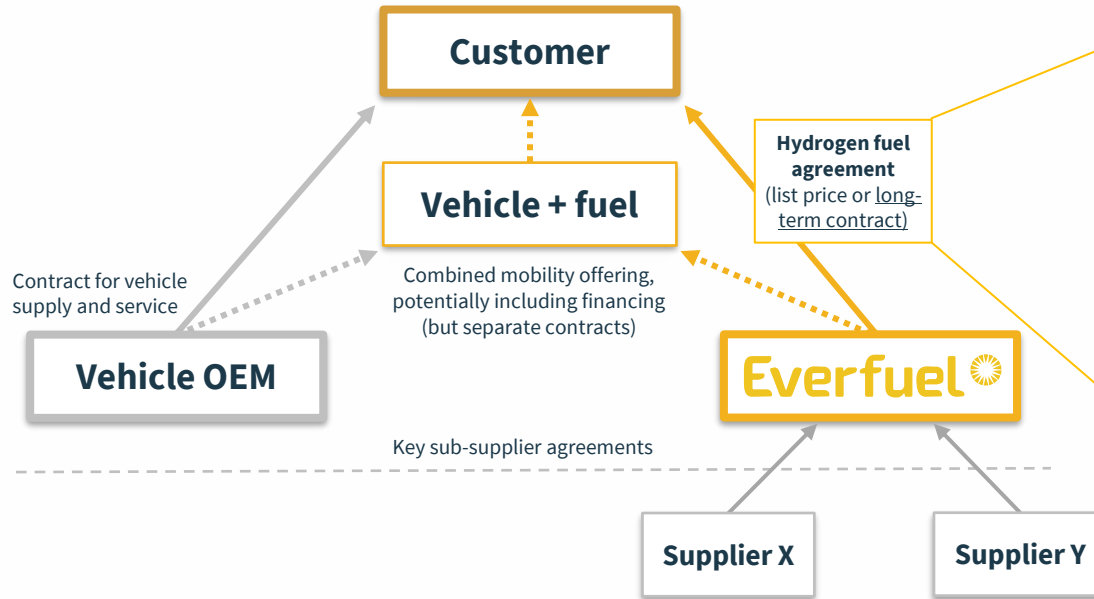 Customer
Hydrogen fuel
agreement
(list price or long-
term contract)
Vehicle + fuel
Contract for vehicle
supply and service
Combined mobility offering,
potentially including financing
(but separate contracts)
Vehicle OEM
Everfuel
Key sub-supplier agreements
Supplier X
Supplier Y